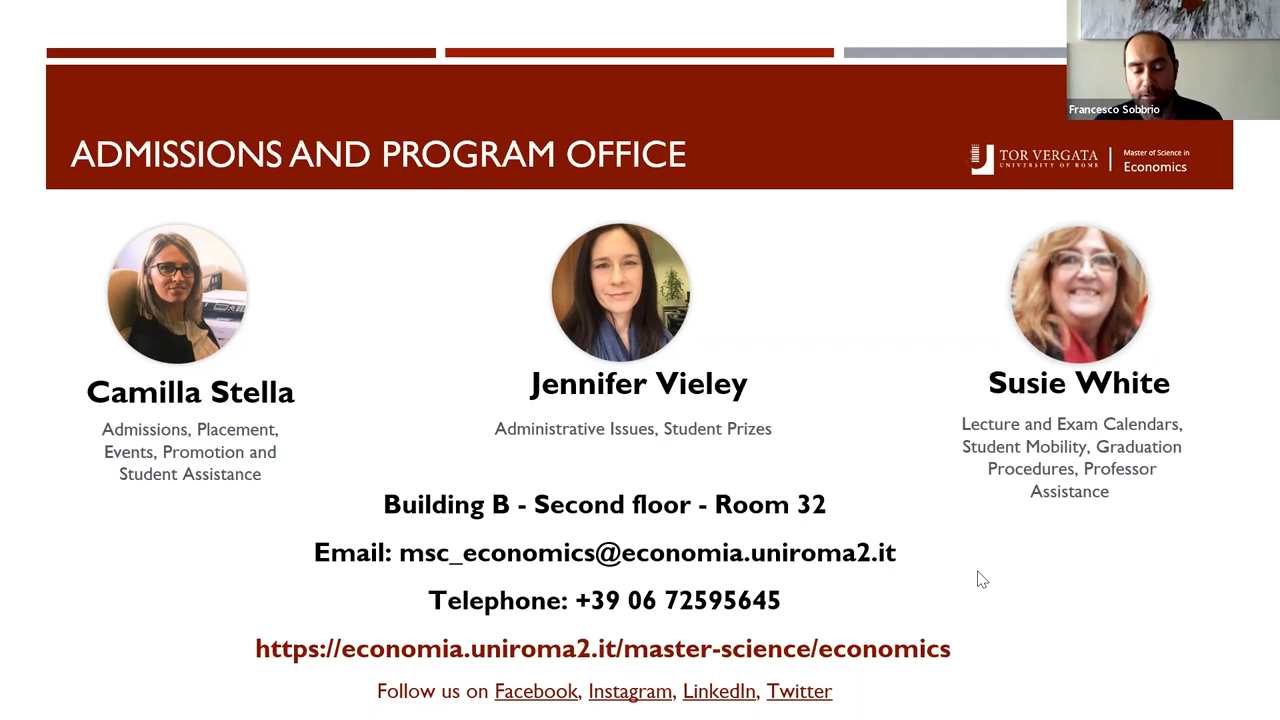 Francesco Sobbrio
ADMISSIONS AND PROGRAM OFFICE
TOR VERGATA
UNIVERSITY OF ROME
Master of Science in
Economics
Camilla Stella
Admissions, Placement,
Events, Promotion and
Student Assistance
Jennifer Vieley
Administrative Issues, Student Prizes
Susie White
Lecture and Exam Calendars,
Student Mobility, Graduation
Procedures, Professor
Assistance
Building B - Second floor - Room 32
Email: msc_economics@economia.uniroma2.it
Telephone: +39 06 72595645
https://economia.uniroma2.it/master-science/economics
Follow us on Facebook, Instagram, LinkedIn, Twitter